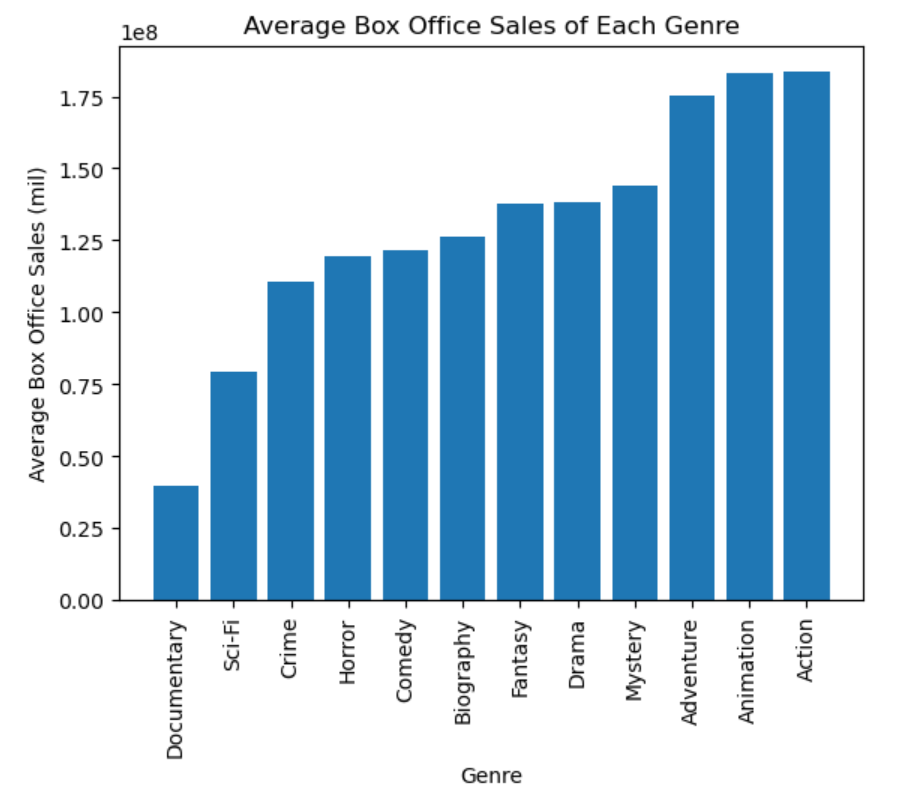 Average Box Office Sales of Each Genre
1e8
Average Box Office Sales (mil)
1.75
1.50
1.25
1.00
0.75
0.50
0.25
0.00
Documentary
Sci-Fi
Crime
Horror
Comedy
Biography
Fantasy
Drama
Mystery
Adventure
Animation
Action
Genre